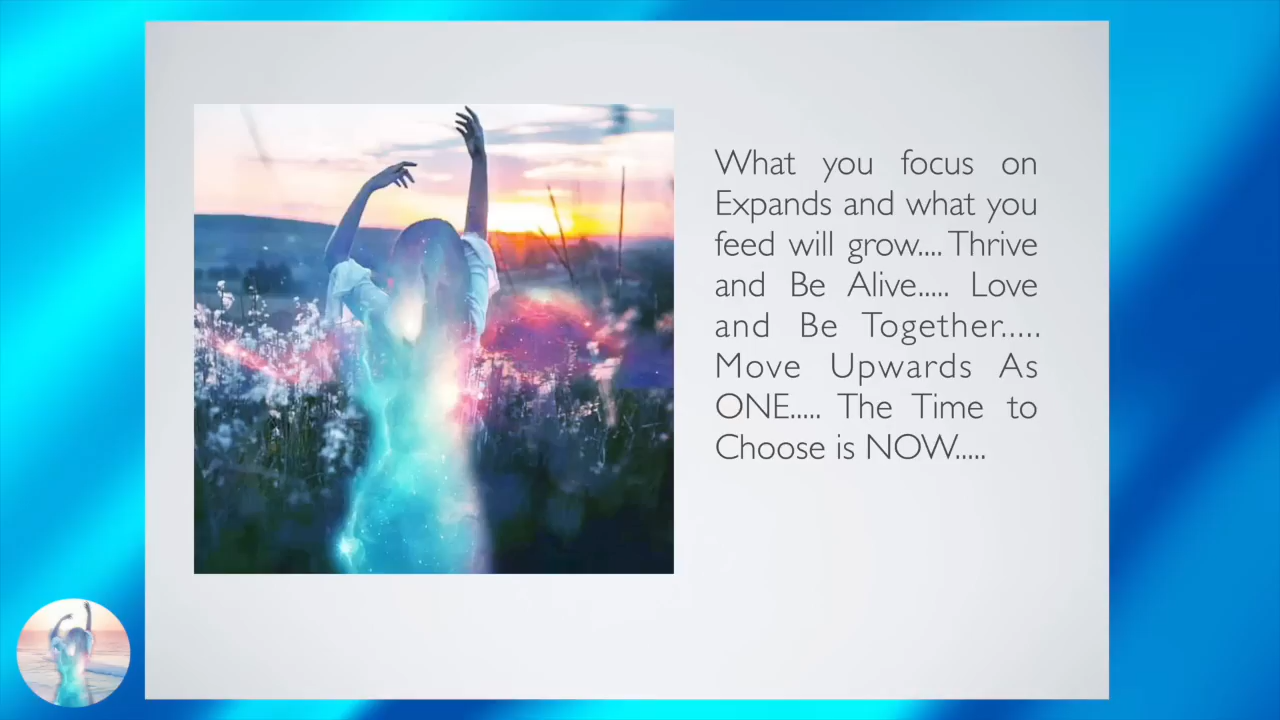 What you focus on
Expands and what you
feed will grow.... Thrive
and Be Alive..... Love
and Be Together.....
Move Upwards As
ONE..... The Time to
Choose is NOW.....